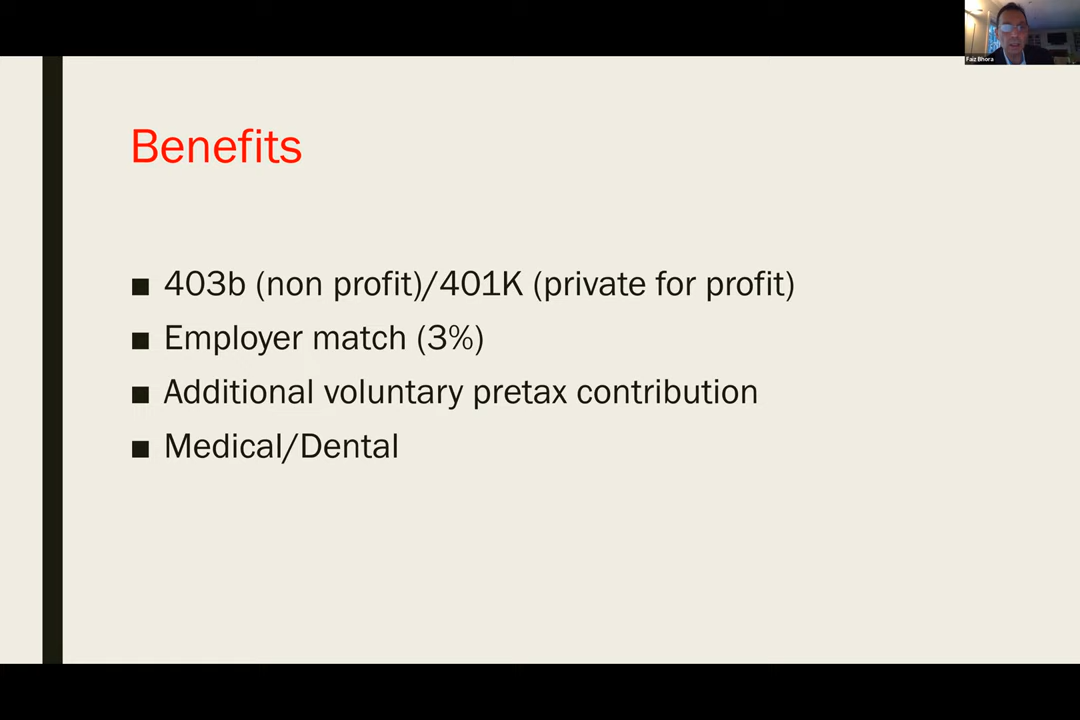 Faiz Bhora
Benefits
■ 403b (non profit)/401K (private for profit)
■ Employer match (3%)
■ Additional voluntary pretax contribution
■ Medical/Dental